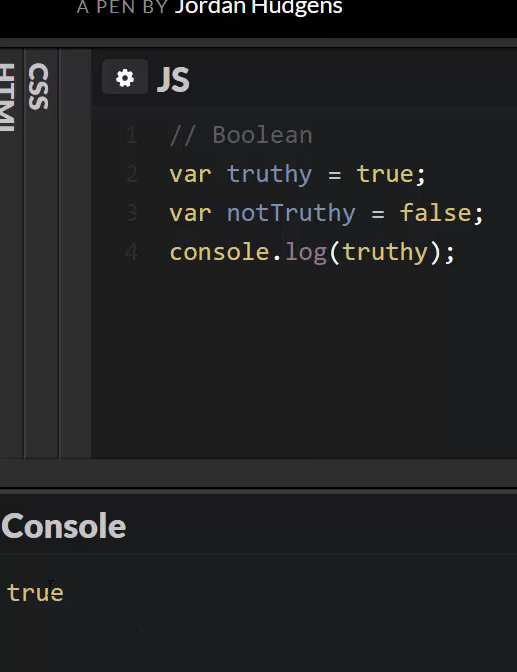 A PEN BY Jordan Hudgens
HTML
CSS
JS
1 // Boolean
2 var truthy = true;
3 var notTruthy = false;
4 console.log(truthy);
Console
true